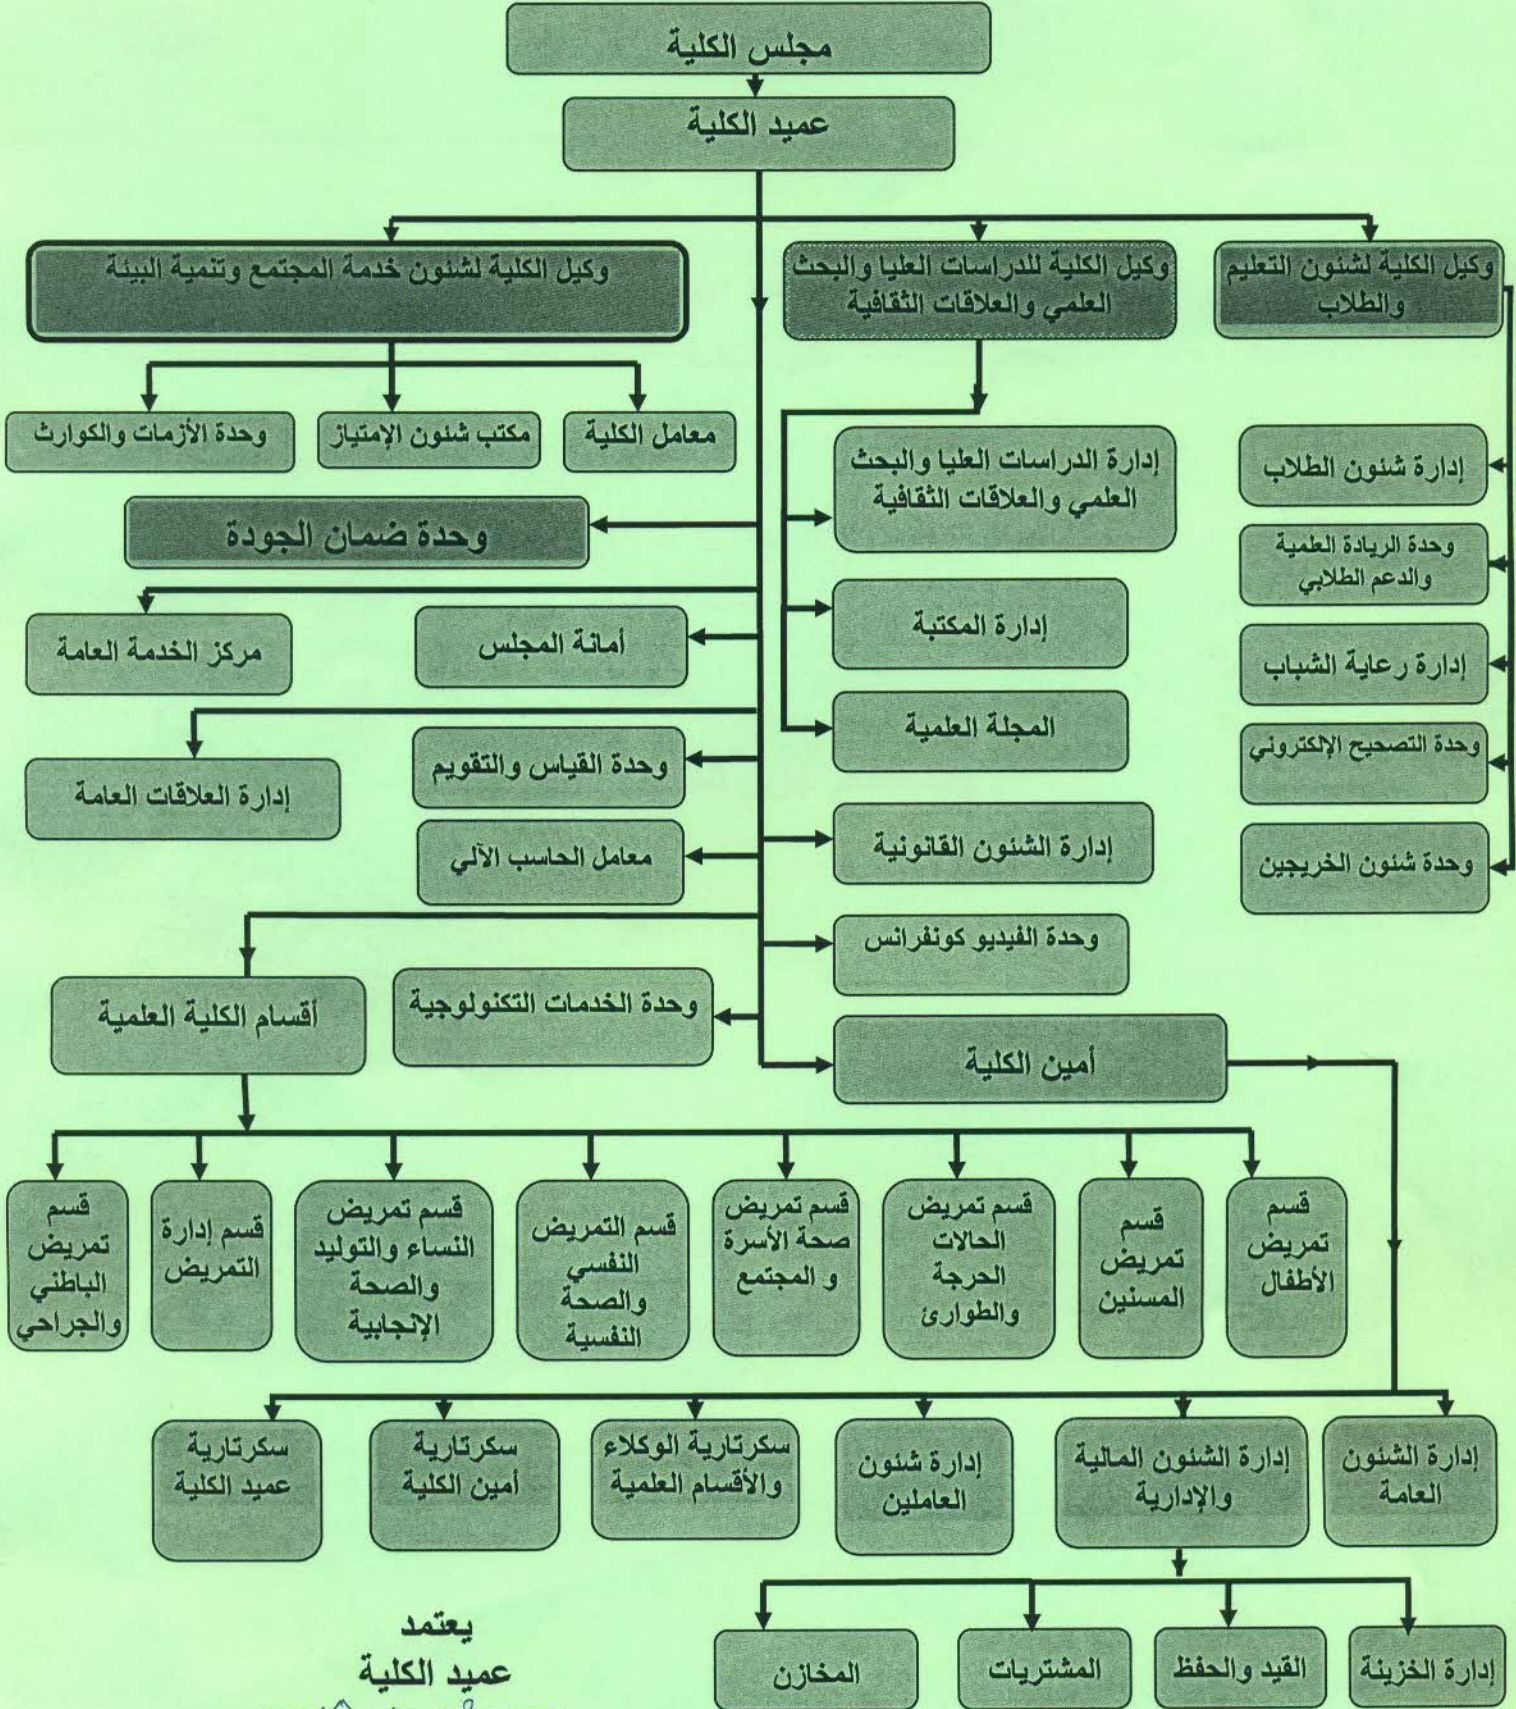 مجلس الكلية
عميد الكلية
وكيل الكلية لشئون التعليم
والطلاب
وكيل الكلية للدراسات العليا والبحث
العلمي والعلاقات الثقافية
وكيل الكلية لشئون خدمة المجتمع وتنمية البيئة
معامل الكلية
مكتب شئون الإمتياز
وحدة الأزمات والكوارث
إدارة شئون الطلاب
وحدة الريادة العلمية
والدعم الطلابي
إدارة رعاية الشباب
وحدة التصحيح الإلكتروني
وحدة شئون الخريجين
إدارة الدراسات العليا والبحث
العلمي والعلاقات الثقافية
إدارة المكتبة
المجلة العلمية
إدارة الشئون القانونية
وحدة الفيديو كونفرانس
أمين الكلية
وحدة ضمان الجودة
أمانة المجلس
مركز الخدمة العامة
وحدة القياس والتقويم
إدارة العلاقات العامة
معامل الحاسب الآلي
وحدة الخدمات التكنولوجية
أقسام الكلية العلمية
قسم
تمريض
الأطفال
قسم
تمريض
المسنين
قسم تمريض
الحالات
الحرجة
والطوارئ
قسم تمريض
صحة الأسرة
و المجتمع
قسم التمريض
النفسي
والصحة
النفسية
قسم تمريض
النساء والتوليد
والصحة
الإنجابية
قسم إدارة
التمريض
قسم
تمريض
الباطني
والجراحي
إدارة الشئون
العامة
إدارة الشئون المالية
والإدارية
إدارة شئون
العاملين
سكرتارية الوكلاء
والأقسام العلمية
سكرتارية
أمين الكلية
سكرتارية
عميد الكلية
إدارة الخزينة
القيد والحفظ
المشتريات
المخازن
يعتمد
عميد الكلية